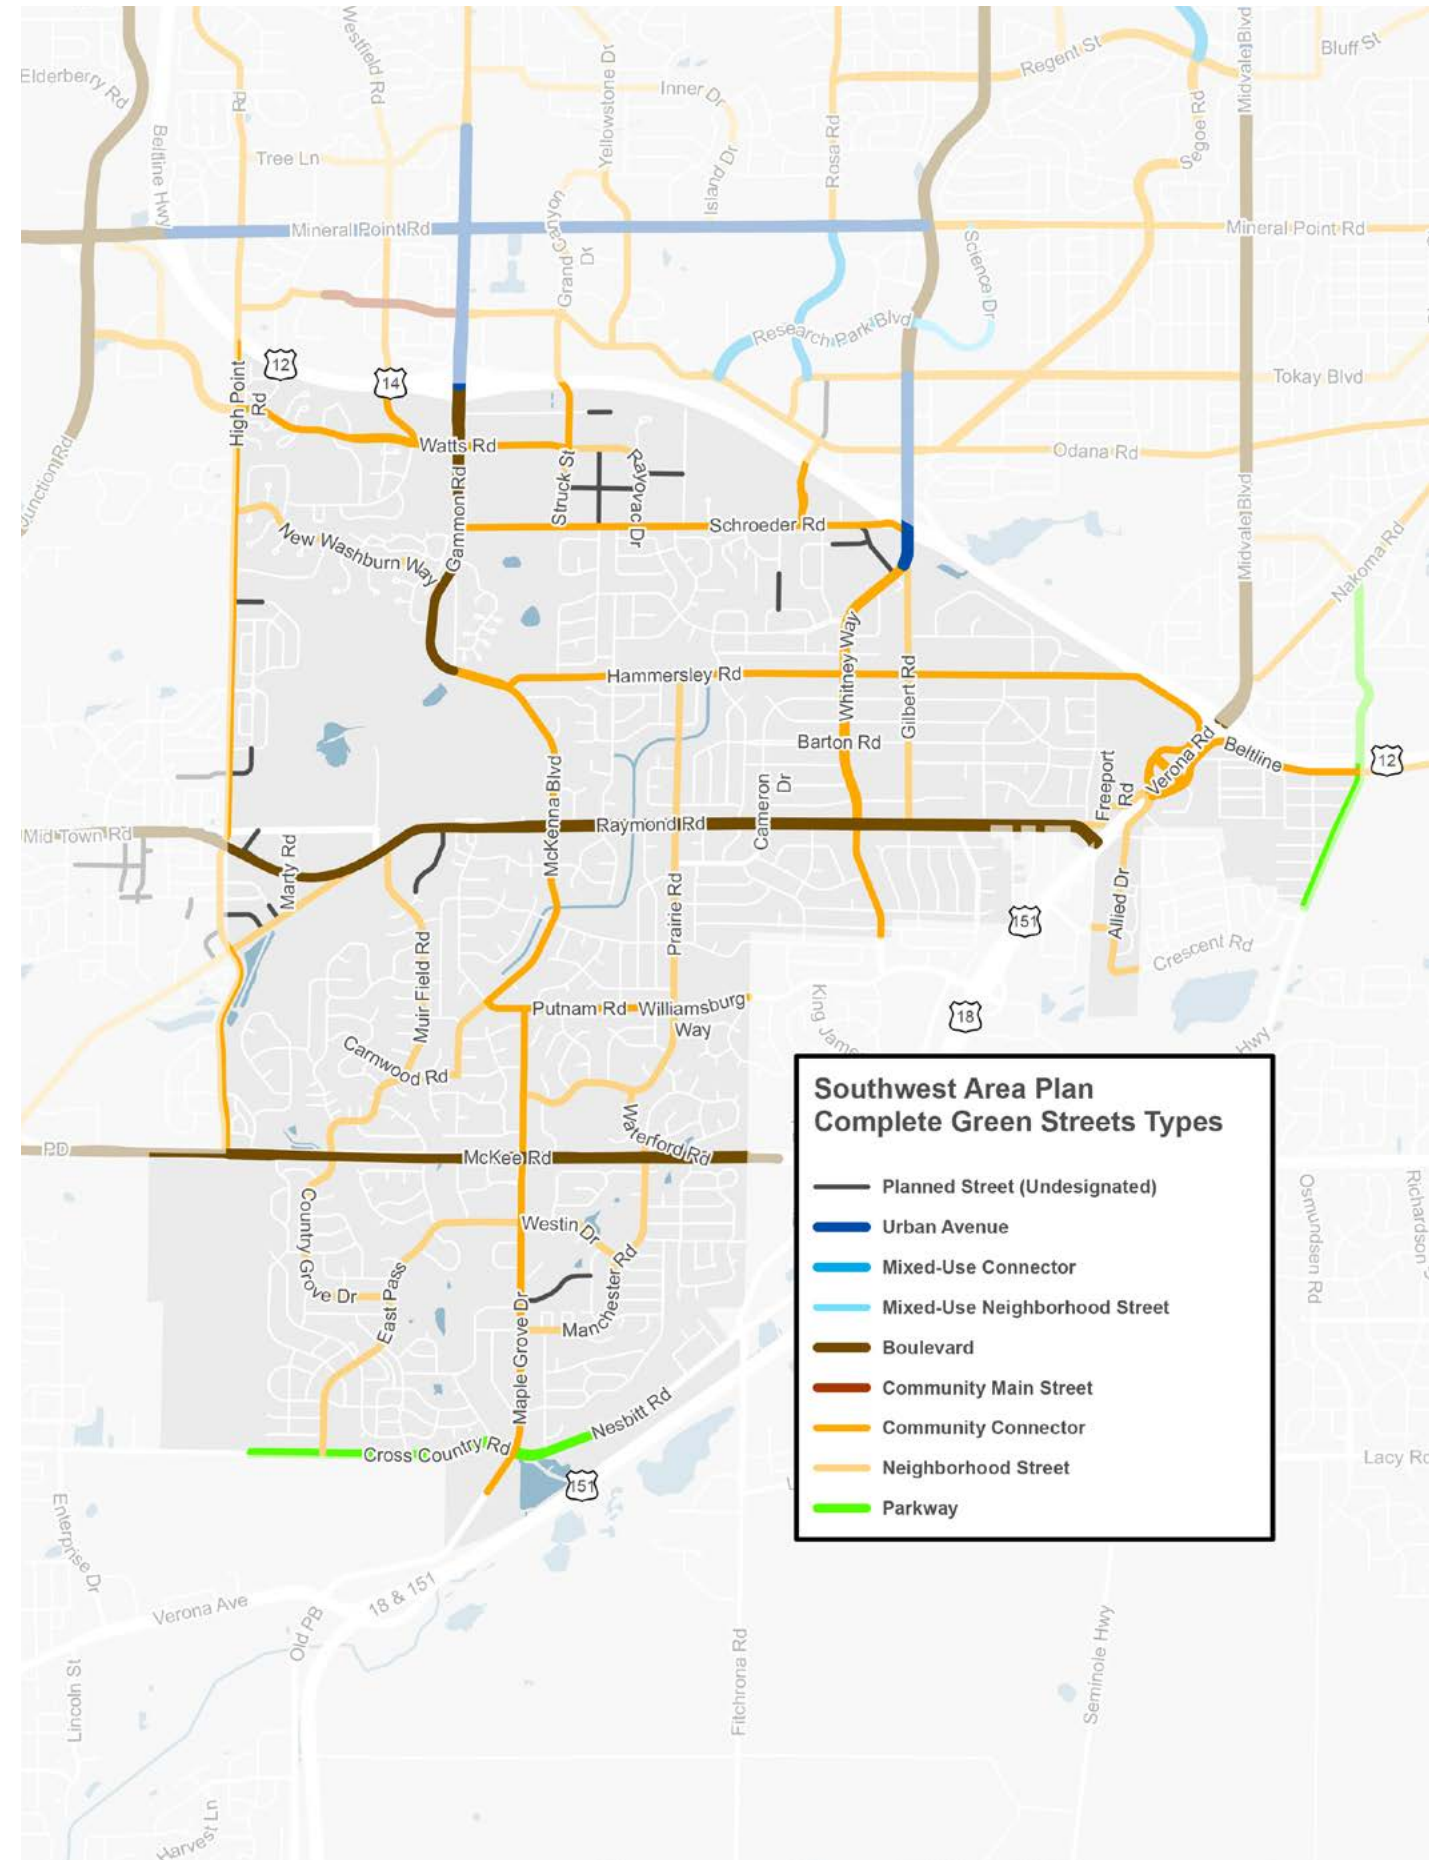 Elderberry Rd
Beltline Hwy
Rd
Westfield Rd
Tree Ln
Inner Dr
Yellowstone Dr
Island Dr
Rosa Rd
Regent St
Segoe Rd
Midvale Blvd
Bluff St
Mineral Point Rd
Grand Canyon
Dr
Science Dr
Mineral Point Rd
Research Park Blvd
12
14
High Point
Rd
Tokay Blvd
Watts Rd
Odana Rd
Junction Rd
Gammon Rd
Struck St
Rayovac Dr
Schroeder Rd
New Washburn Way
Midvale Blvd
Nakoma Rd
Hammersley Rd
Whitney Way
Gilbert Rd
Barton Rd
Verona Rd
Beltline
12
McKenna Blvd
Cameron
Dr
Freeport
Rd
Mid Town Rd
Raymond Rd
Marty Rd
Prairie Rd
Allied Dr
151
Muir Field Rd
Crescent Rd
Putnam Rd
Williamsburg
Way
King Jame
18
Hwy
Carnwood Rd
Waterford Rd
PD
McKee Rd
Country Grove Dr
Westin Dr
East Pass
Manchester Rd
Maple Grove Dr
Nesbitt Rd
Cross Country Rd
151
Southwest Area Plan
Complete Green Streets Types
Planned Street (Undesignated)
Urban Avenue
Mixed-Use Connector
Mixed-Use Neighborhood Street
Boulevard
Community Main Street
Community Connector
Neighborhood Street
Parkway
Osmundsen Rd
Richardson
Lacy Rd
Enterprise Dr
Verona Ave
18 & 151
Old PB
Lincoln St
Fitchrona Rd
Seminole Hwy
Harvest Ln